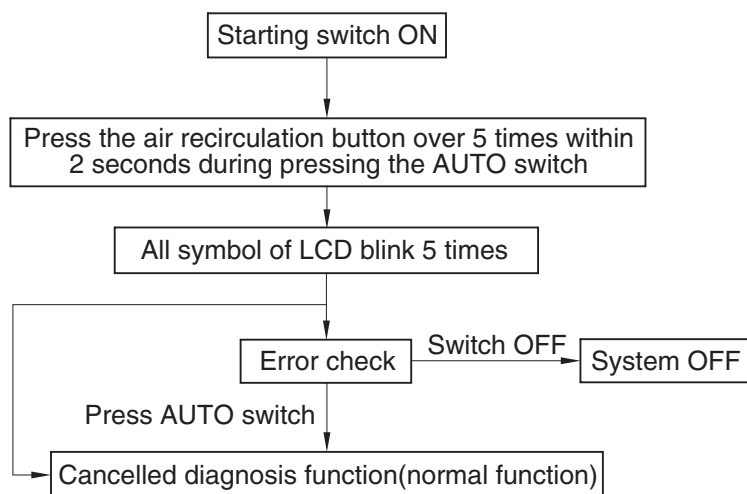 Starting switch ON
Press the air recirculation button over 5 times within
2 seconds during pressing the AUTO switch
All symbol of LCD blink 5 times
Error check
Switch OFF
System OFF
Press AUTO switch
Cancelled diagnosis function(normal function)